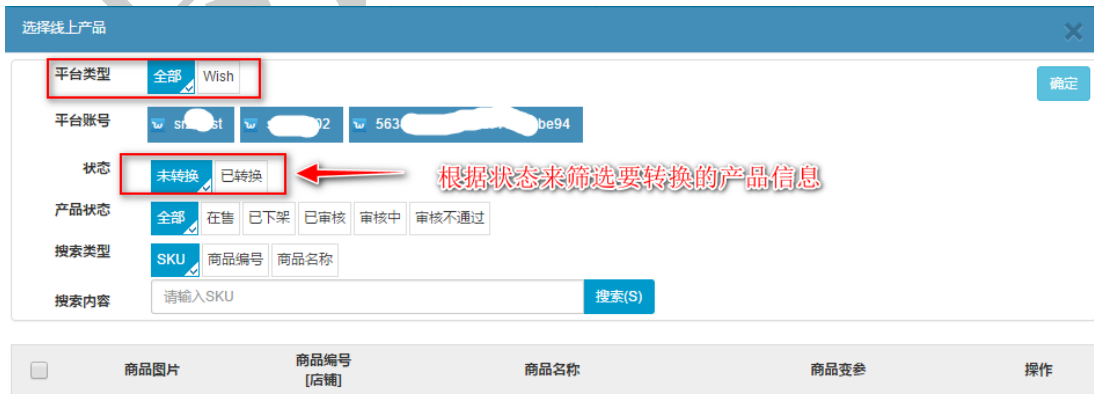 选择线上产品
平台类型 全部 Wish 确定
平台账号 st 02 563 be94
状态 未转换 已转换 根据状态来筛选要转换的产品信息
产品状态 全部 在售 已下架 已审核 审核中 审核不通过
搜索类型 SKU 商品编号 商品名称
搜索内容 请输入SKU 搜索(S)
商品图片 商品编号 商品名称 商品变参 操作
[店铺]